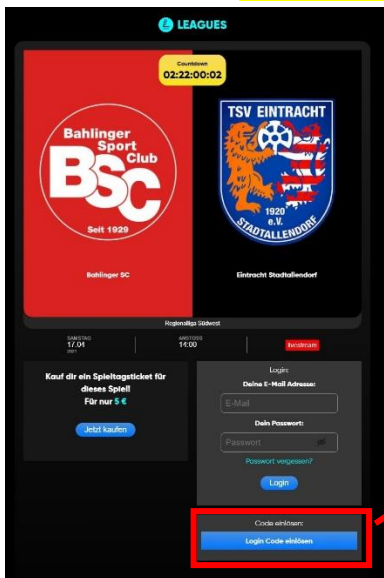 LEAGUES
Countdown
02:22:00:02
Bahlinger
Sport
Club
BSC
Seit 1929
TSV EINTRACHT
1920
e.V.
STADTALLENDORF
Bahlinger SC
Eintracht Stadtallendorf
Regionalliga Südwest
SAMSTAG
17.04
2021
ANSTOSS
14:00
livestream
Kauf dir ein Spieltagsticket für
dieses Spiel!
Für nur 5 €
Jetzt kaufen
Login:
Deine E-Mail Adresse:
E-Mail
Dein Passwort:
Passwort
Passwort vergessen?
Login
Code einlösen:
Login Code einlösen